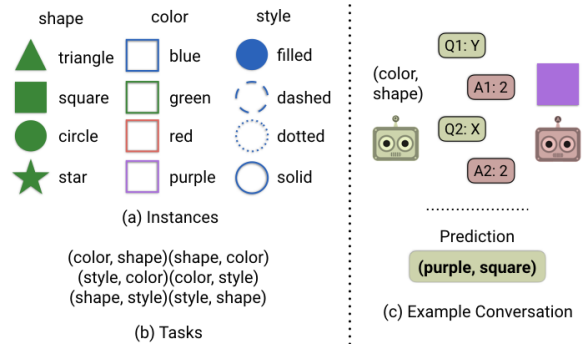 shape color style
triangle blue filled
square green dashed
circle red dotted
star purple solid
(a) Instances
(color, shape)(shape, color)
(style, color)(color, style)
(shape, style)(style, shape)
(b) Tasks
Q1: Y
(color,
shape)
A1: 2
Q2: X
A2: 2
Prediction
(purple, square)
(c) Example Conversation